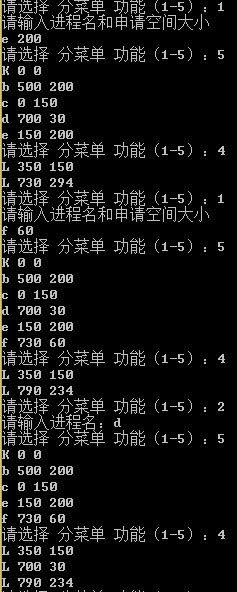 请选择 分菜单 功能（1-5）：1
请输入进程名和申请空间大小
e 200
请选择 分菜单 功能（1-5）：5
K 0 0
b 500 200
c 0 150
d 700 30
e 150 200
请选择 分菜单 功能（1-5）：4
L 350 150
L 730 294
请选择 分菜单 功能（1-5）：1
请输入进程名和申请空间大小
f 60
请选择 分菜单 功能（1-5）：5
K 0 0
b 500 200
c 0 150
d 700 30
e 150 200
f 730 60
请选择 分菜单 功能（1-5）：4
L 350 150
L 790 234
请选择 分菜单 功能（1-5）：2
请输入进程名：d
请选择 分菜单 功能（1-5）：5
K 0 0
b 500 200
c 0 150
e 150 200
f 730 60
请选择 分菜单 功能（1-5）：4
L 350 150
L 700 30
L 790 234